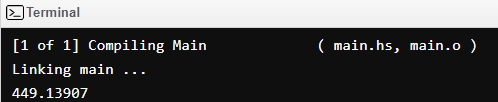 Terminal
[1 of 1] Compiling Main             ( main.hs, main.o )
Linking main ...
449.13907